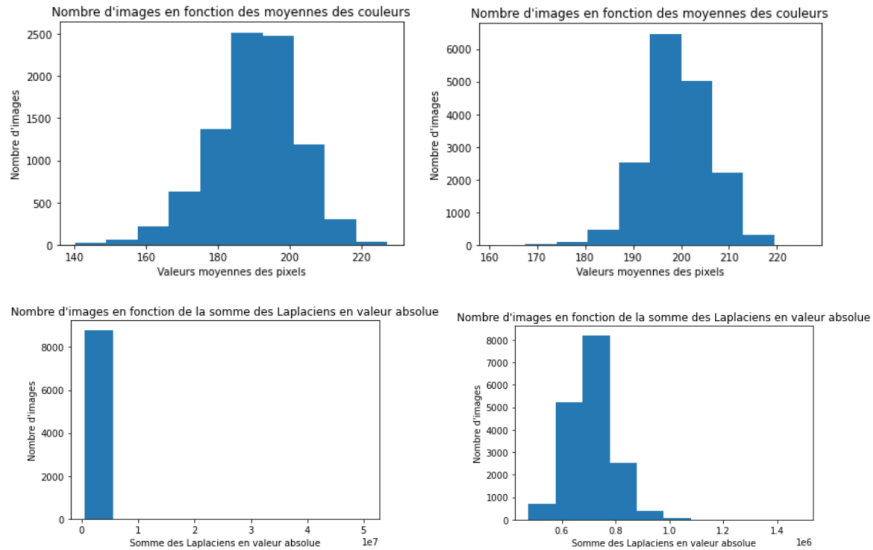 Nombre d'images en fonction des moyennes des couleurs
Nombre d'images
2500
2000
1500
1000
500
0
140 160 180 200 220
Valeurs moyennes des pixels
Nombre d'images en fonction des moyennes des couleurs
Nombre d'images
6000
5000
4000
3000
2000
1000
0
160 170 180 190 200 210 220
Valeurs moyennes des pixels
Nombre d'images en fonction de la somme des Laplaciens en valeur absolue
Nombre d'images
8000
6000
4000
2000
0
0 1 2 3 4 5
1e7
Somme des Laplaciens en valeur absolue
Nombre d'images en fonction de la somme des Laplaciens en valeur absolue
Nombre d'images
8000
7000
6000
5000
4000
3000
2000
1000
0
0.6 0.8 1.0 1.2 1.4
1e6
Somme des Laplaciens en valeur absolue